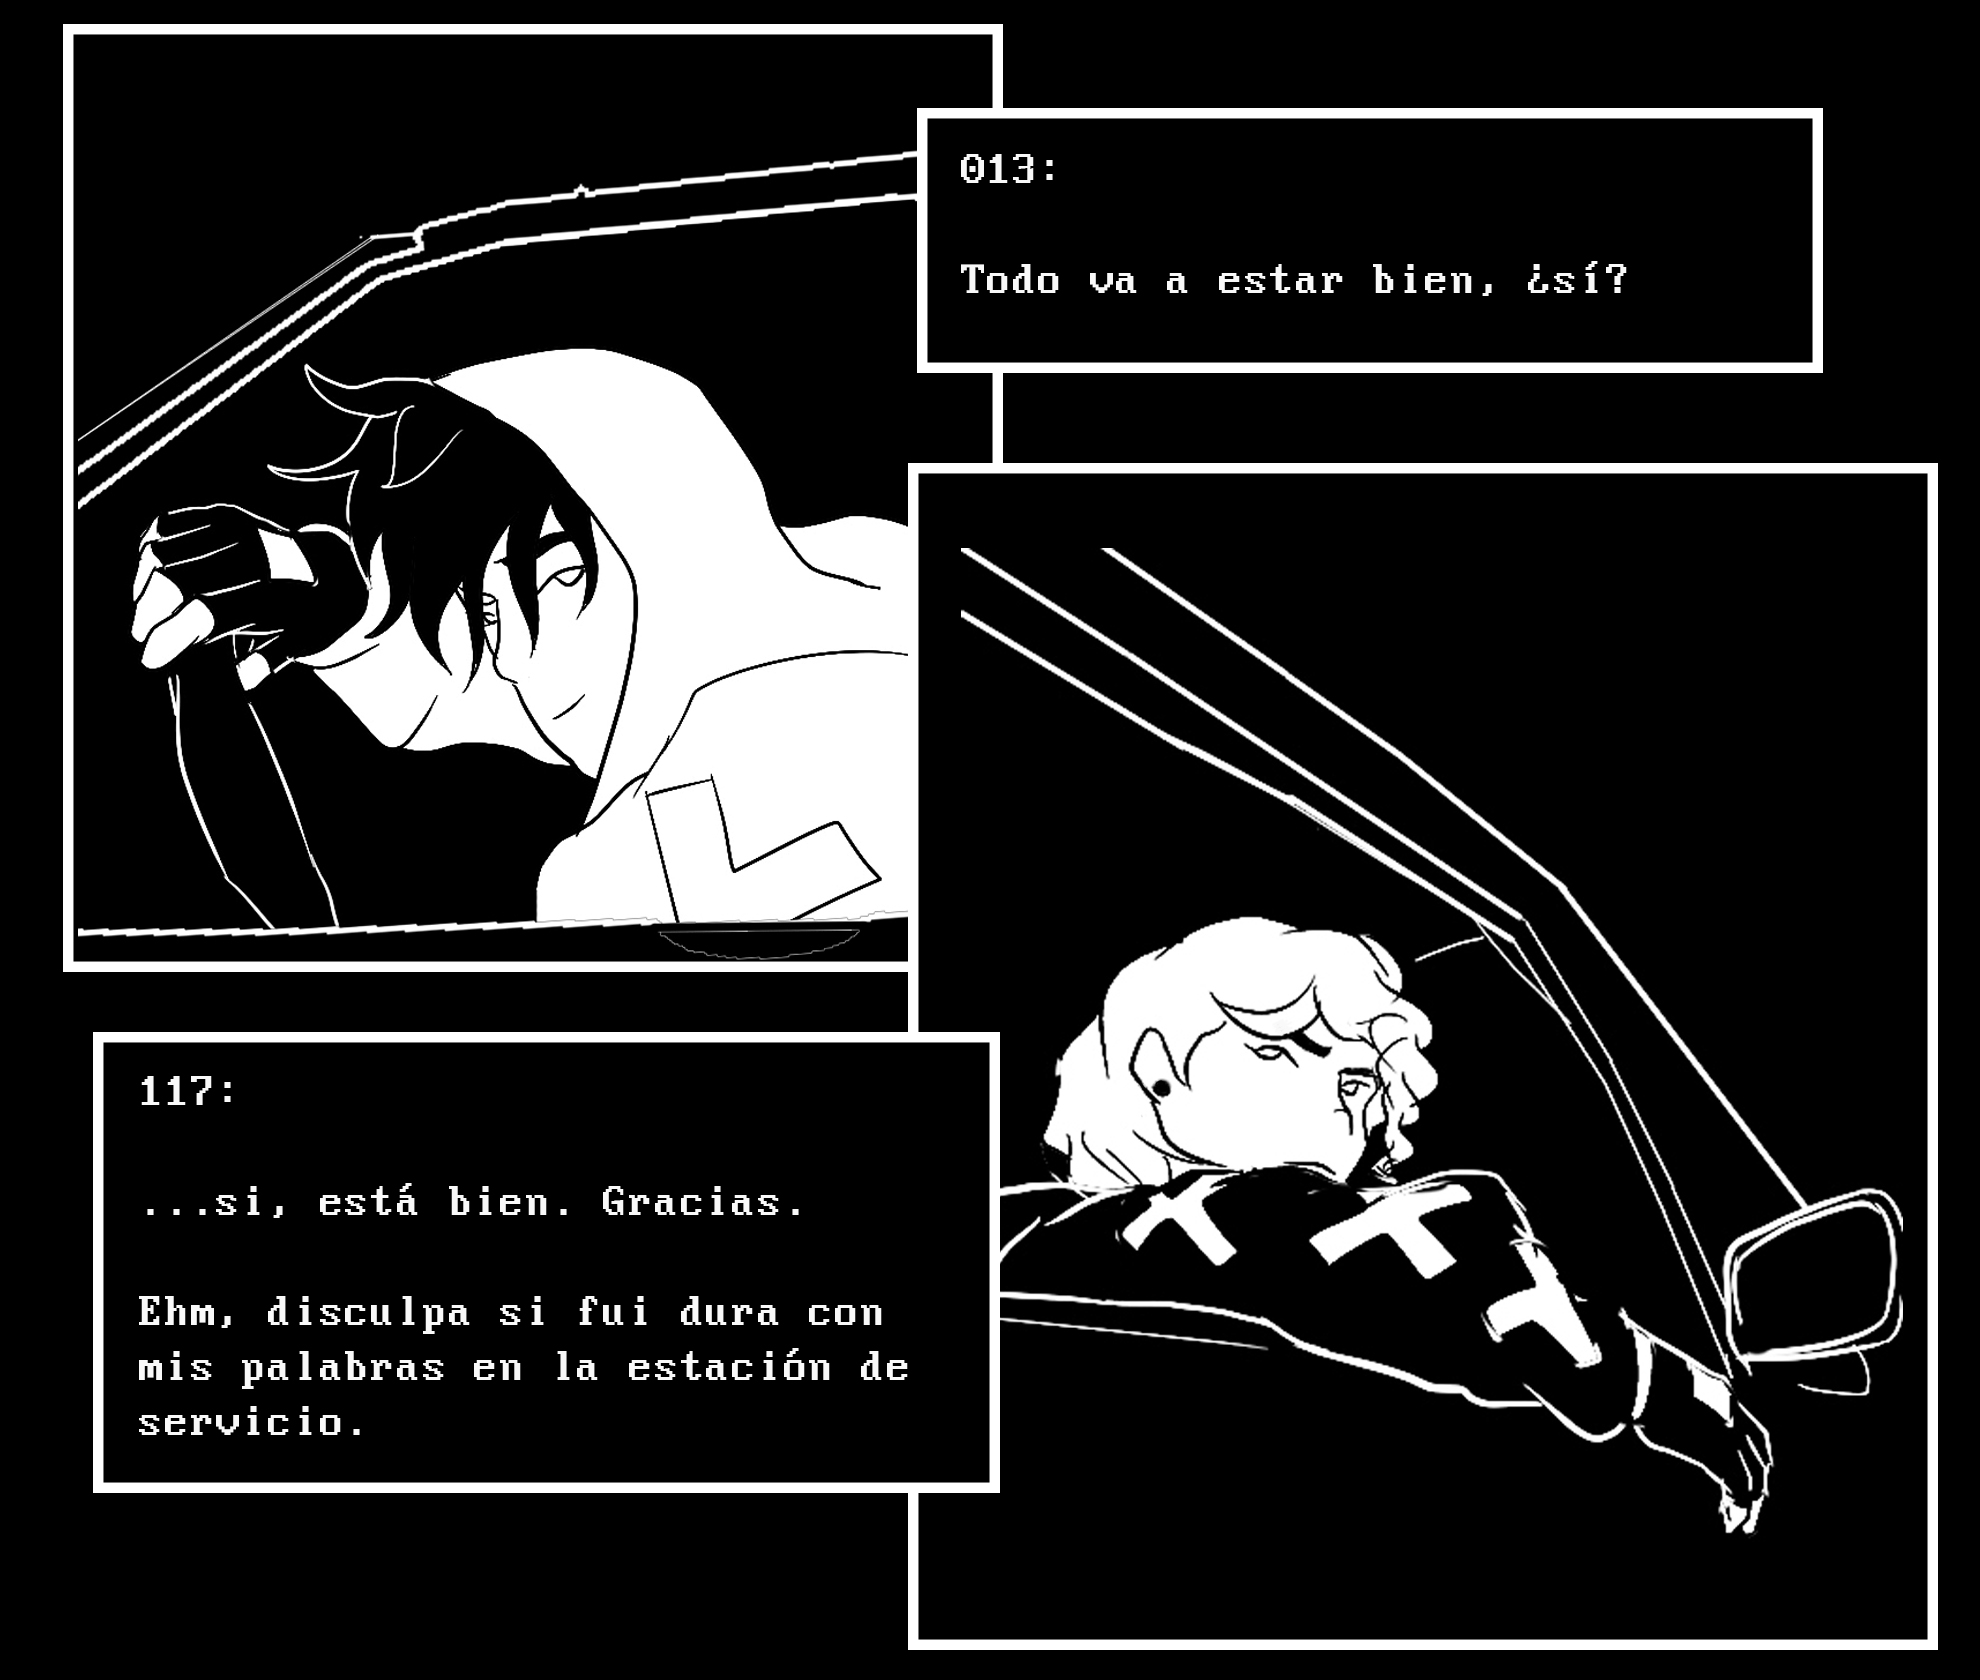 013:
Todo va a estar bien, ¿sí?
117:
...si, está bien. Gracias.
Ehm, disculpa si fui dura con
mis palabras en la estación de
servicio.